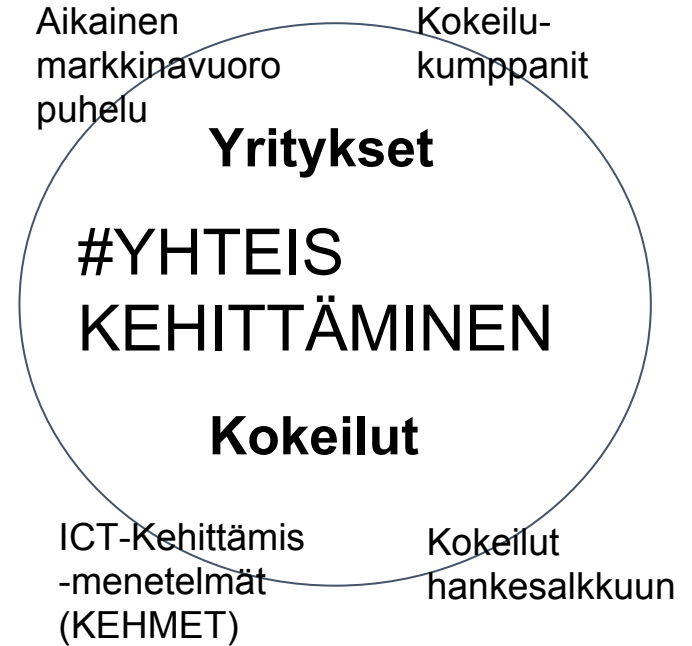 Aikainen
markkinavuoro
puhelu
Kokeilu-
kumppanit
Yritykset
#YHTEIS
KEHITTÄMINEN
Kokeilut
ICT-Kehittämis
-menetelmät
(KEHMET)
Kokeilut
hankesalkkuun